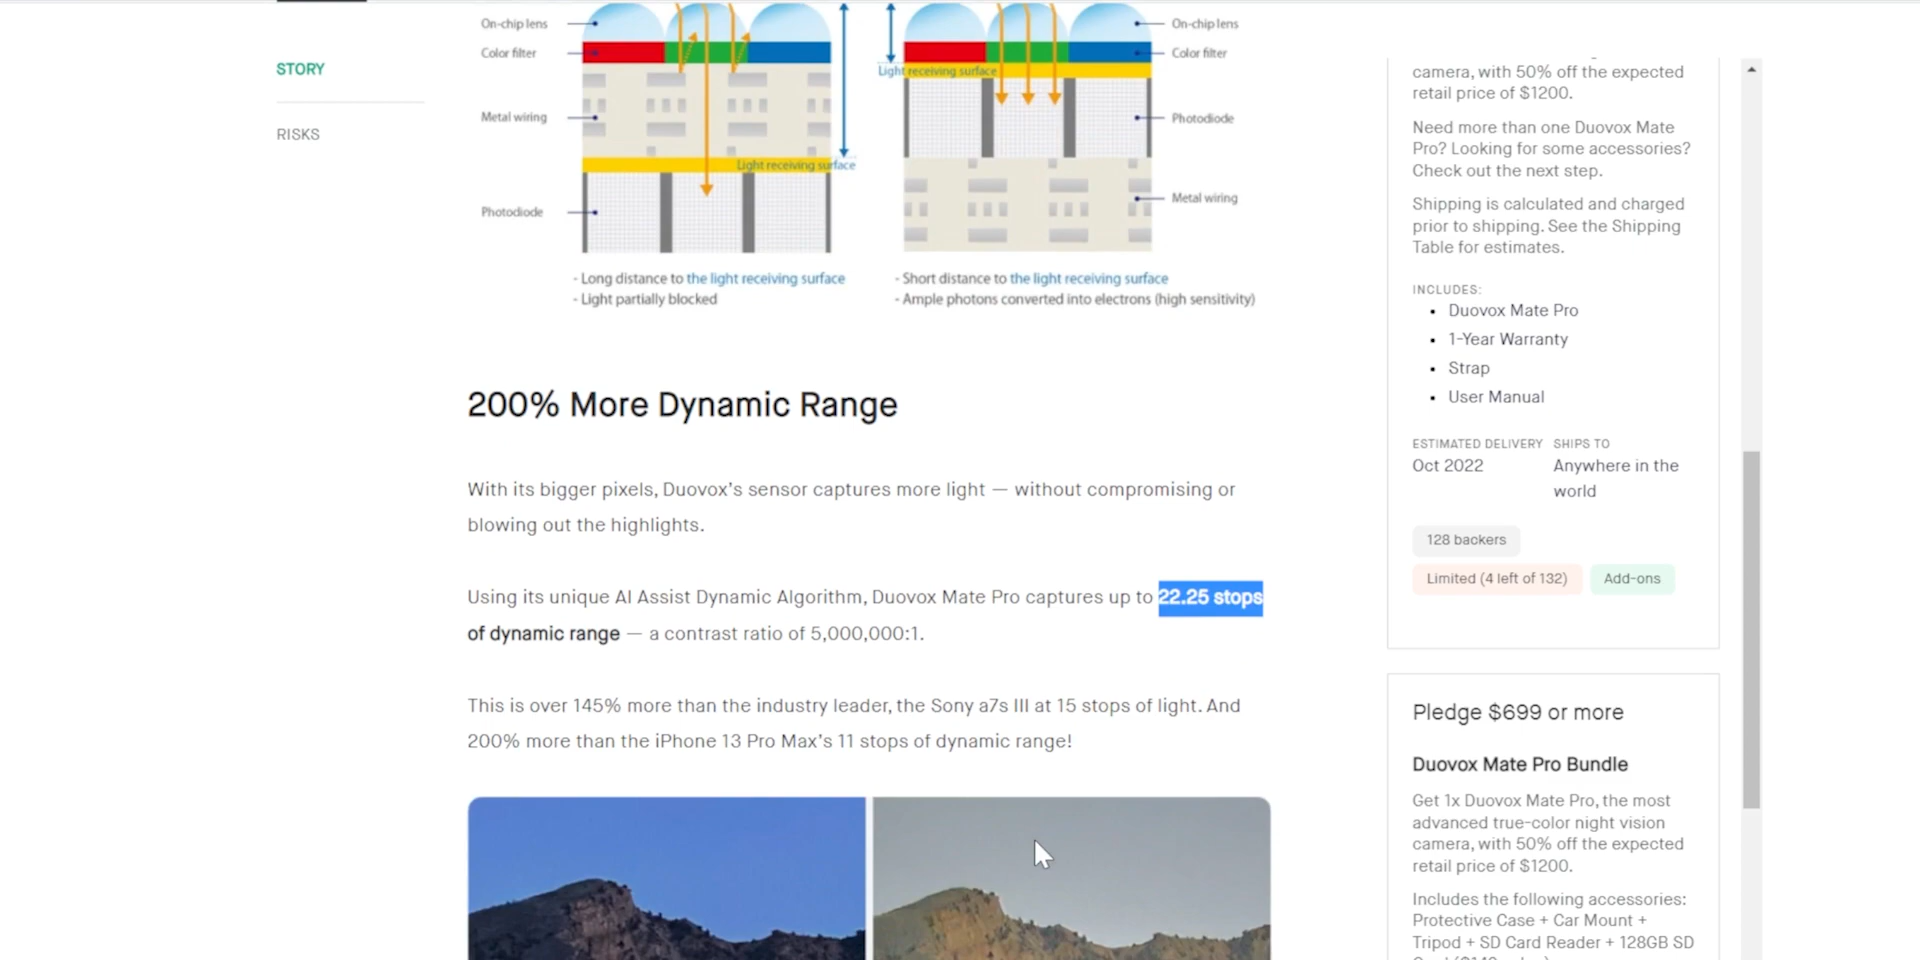 STORY
RISKS
On-chip lens
Color filter
Metal wiring
Light receiving surface
Photodiode
- Long distance to the light receiving surface
- Light partially blocked
On-chip lens
Color filter
Light receiving surface
Photodiode
Metal wiring
- Short distance to the light receiving surface
- Ample photons converted into electrons (high sensitivity)
200% More Dynamic Range
With its bigger pixels, Duovox's sensor captures more light — without compromising or
blowing out the highlights.
Using its unique AI Assist Dynamic Algorithm, Duovox Mate Pro captures up to 22.25 stops
of dynamic range — a contrast ratio of 5,000,000:1.
This is over 145% more than the industry leader, the Sony a7s III at 15 stops of light. And
200% more than the iPhone 13 Pro Max's 11 stops of dynamic range!
camera, with 50% off the expected
retail price of $1200.
Need more than one Duovox Mate
Pro? Looking for some accessories?
Check out the next step.
Shipping is calculated and charged
prior to shipping. See the Shipping
Table for estimates.
INCLUDES:
• Duovox Mate Pro
• 1-Year Warranty
• Strap
• User Manual
ESTIMATED DELIVERY
Oct 2022
SHIPS TO
Anywhere in the
world
128 backers
Limited (4 left of 132)
Add-ons
Pledge $699 or more
Duovox Mate Pro Bundle
Get 1x Duovox Mate Pro, the most
advanced true-color night vision
camera, with 50% off the expected
retail price of $1200.
Includes the following accessories:
Protective Case + Car Mount +
Tripod + SD Card Reader + 128GB SD